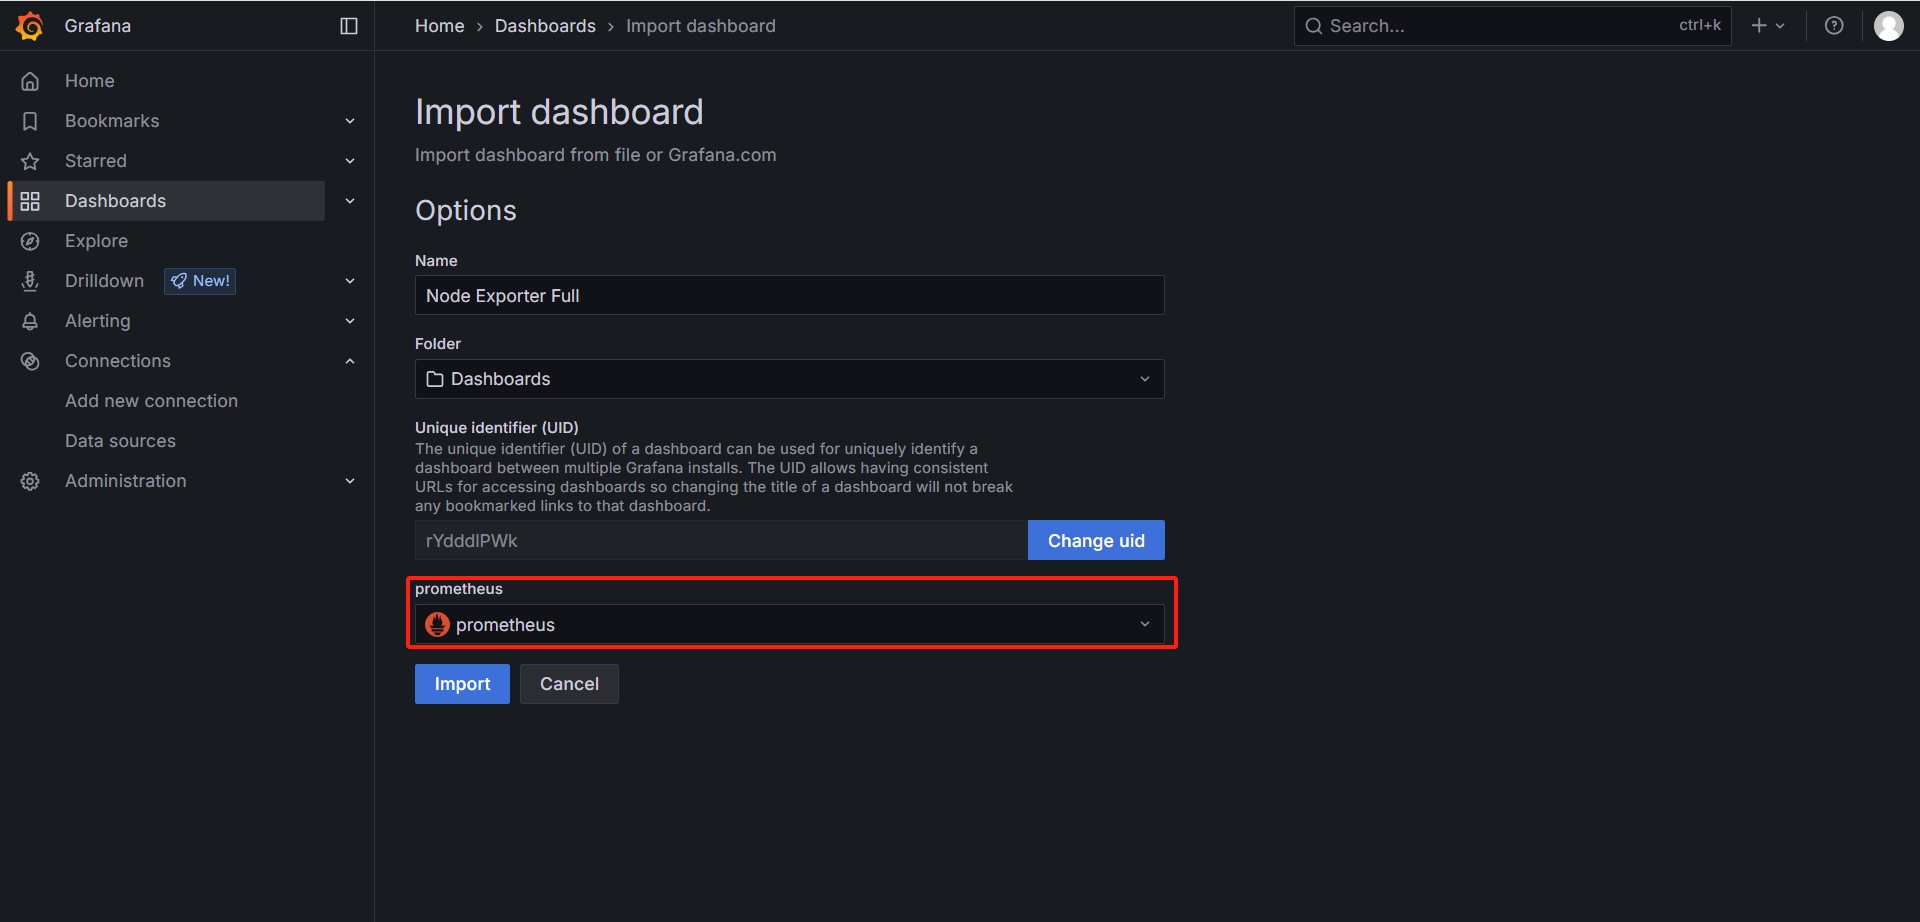 Grafana
Home › Dashboards › Import dashboard
Search...
ctrl+k
Home
Bookmarks
Starred
Dashboards
Explore
Drilldown
New!
Alerting
Connections
Add new connection
Data sources
Administration
Import dashboard
Import dashboard from file or Grafana.com
Options
Name
Node Exporter Full
Folder
Dashboards
Unique identifier (UID)
The unique identifier (UID) of a dashboard can be used for uniquely identify a
dashboard between multiple Grafana installs. The UID allows having consistent
URLs for accessing dashboards so changing the title of a dashboard will not break
any bookmarked links to that dashboard.
rYdddlPWk
Change uid
prometheus
prometheus
Import
Cancel